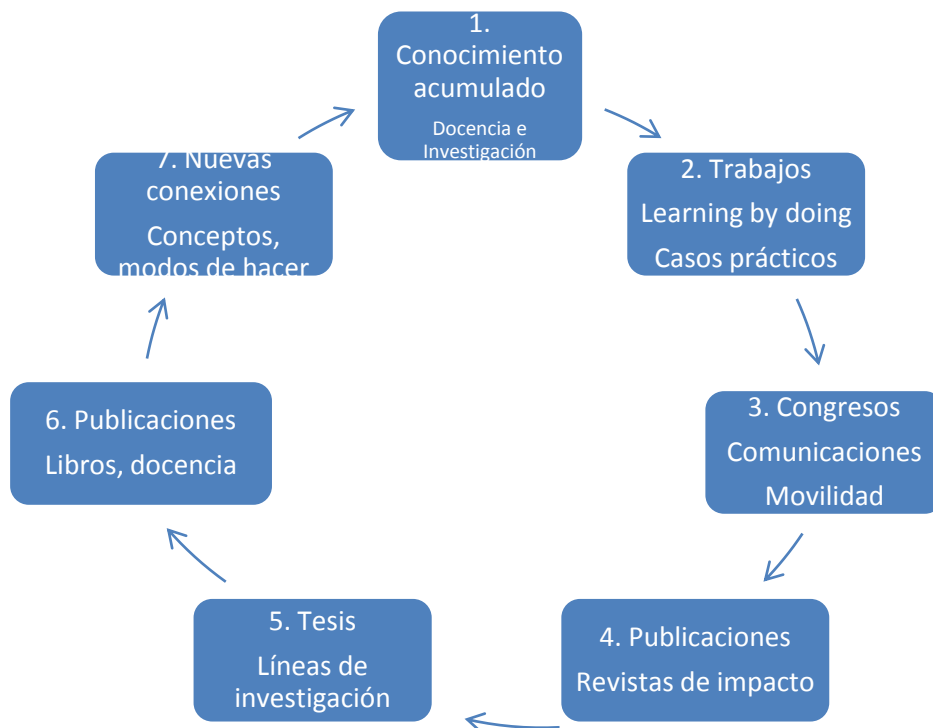 1.
Conocimiento
acumulado
Docencia e
Investigación
2. Trabajos
Learning by doing
Casos prácticos
3. Congresos
Comunicaciones
Movilidad
4. Publicaciones
Revistas de impacto
5. Tesis
Líneas de
investigación
6. Publicaciones
Libros, docencia
7. Nuevas
conexiones
Conceptos,
modos de hacer